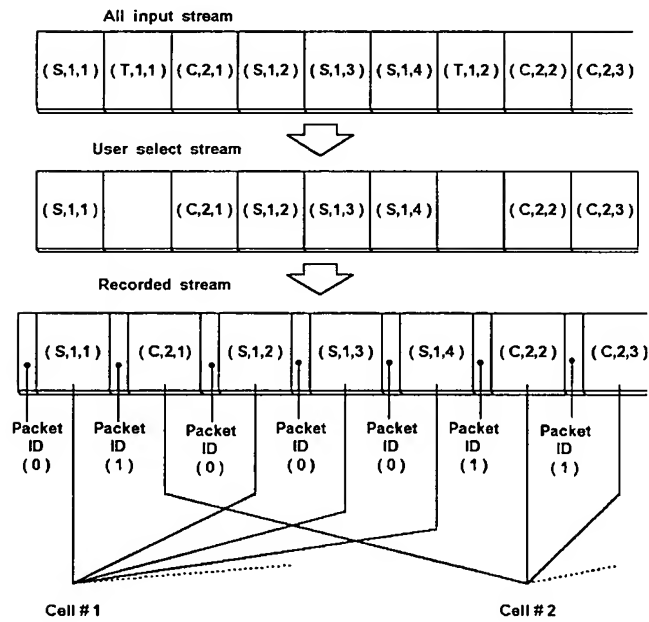 All input stream
(S,1,1) (T,1,1) (C,2,1) (S,1,2) (S,1,3) (S,1,4) (T,1,2) (C,2,2) (C,2,3)
User select stream
(S,1,1) (C,2,1) (S,1,2) (S,1,3) (S,1,4) (C,2,2) (C,2,3)
Recorded stream
(S,1,1) (C,2,1) (S,1,2) (S,1,3) (S,1,4) (C,2,2) (C,2,3)
Packet Packet Packet Packet Packet Packet Packet
ID ID ID ID ID ID ID
(0) (1) (0) (0) (0) (1) (1)
Cell #1 Cell #2